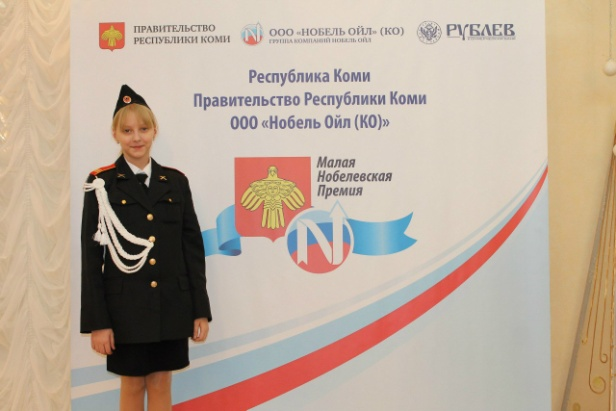 ПРАВИТЕЛЬСТВО
РЕСПУБЛИКИ КОМИ
ООО «НОБЕЛЬ ОЙЛ» (КО)
ГРУППА КОМПАНИЙ НОБЕЛЬ ОЙЛ
РУБЛЕВ
Республика Коми
Правительство Республики Коми
ООО «Нобель Ойл (КО)»
Малая
Нобелевская
Премия
N